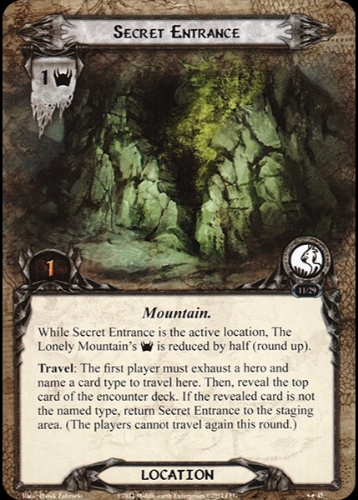 SECRET ENTRANCE
1
1
11/29
Mountain.
While Secret Entrance is the active location, The
Lonely Mountain's is reduced by half (round up).
Travel: The first player must exhaust a hero and
name a card type to travel here. Then, reveal the
top card of the encounter deck. If the revealed card is not
the named type, return Secret Entrance to the staging
area. (The players cannot travel again this round.)
LOCATION